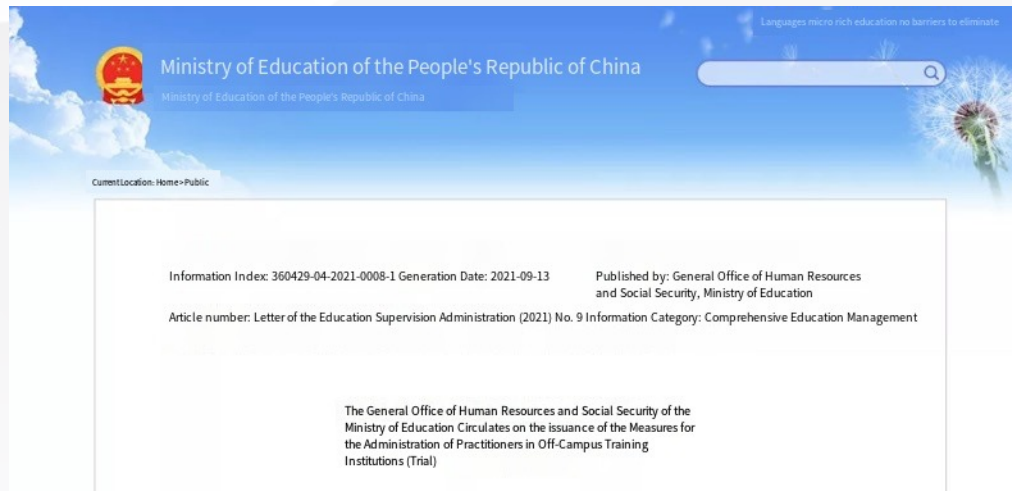 Languages micro rich education no barriers to eliminate
Ministry of Education of the People's Republic of China
Ministry of Education of the People's Republic of China
CurrentLocation: Home>Public
Information Index: 360429-04-2021-0008-1 Generation Date: 2021-09-13
Published by: General Office of Human Resources
and Social Security, Ministry of Education
Article number: Letter of the Education Supervision Administration (2021) No. 9 Information Category: Comprehensive Education Management
The General Office of Human Resources and Social Security of the
Ministry of Education Circulates on the issuance of the Measures for
the Administration of Practitioners in Off-Campus Training
Institutions (Trial)